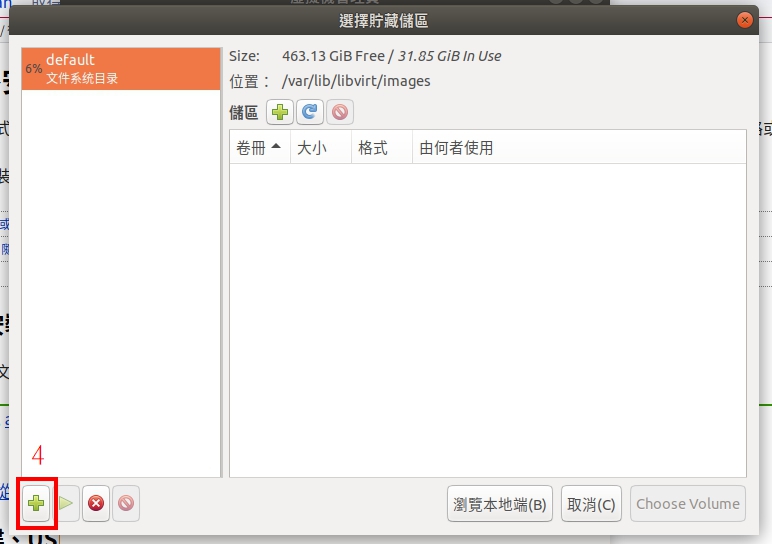 選擇貯藏儲區
6%
default
文件系统目录
Size: 463.13 GiB Free / 31.85 GiB In Use
位置： /var/lib/libvirt/images
儲區
卷冊 大小 格式 由何者使用
4
瀏覽本地端(B) 取消(C) Choose Volume